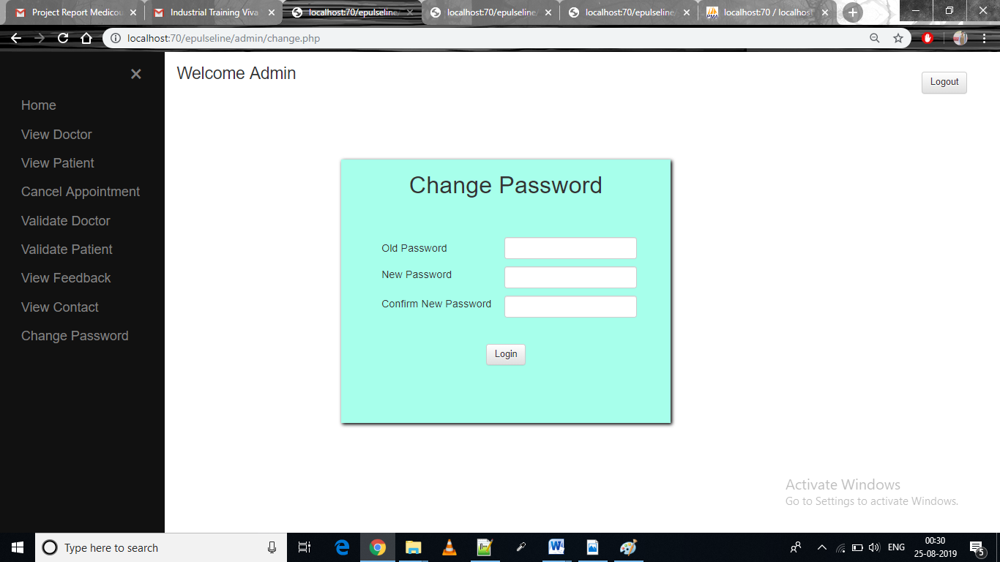 Project Report Medicou
Industrial Training Viva
localhost:70/epulseline/
localhost:70/epulseline/
localhost:70/epulseline/
localhost:70 / localhost
localhost:70/epulseline/admin/change.php
Welcome Admin
Logout
Home
View Doctor
View Patient
Cancel Appointment
Validate Doctor
Validate Patient
View Feedback
View Contact
Change Password
Change Password
Old Password
New Password
Confirm New Password
Login
Activate Windows
Go to Settings to activate Windows.
Type here to search
ENG
00:30
25-08-2019
5